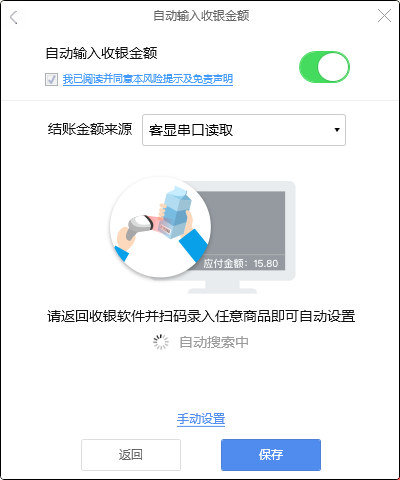 自动输入收银金额
自动输入收银金额
我已阅读并同意本风险提示及免责声明
结账金额来源 客显串口读取
应付金额：15.80
请返回收银软件并扫码录入任意商品即可自动设置
自动搜索中
手动设置
返回 保存